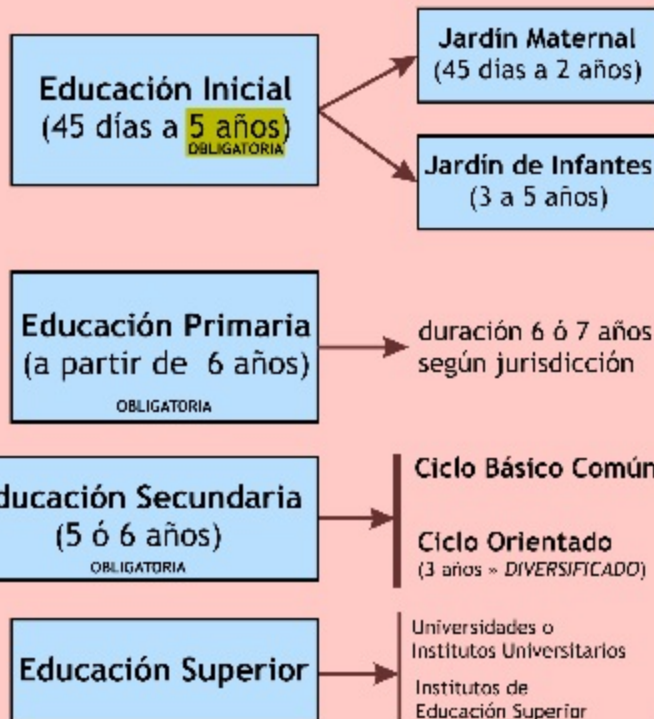 Educación Inicial
(45 días a 5 años)
OBLIGATORIA
Jardín Maternal
(45 días a 2 años)
Jardín de Infantes
(3 a 5 años)
Educación Primaria
(a partir de 6 años)
OBLIGATORIA
duración 6 ó 7 años
según jurisdicción
ducación Secundaria
(5 ó 6 años)
OBLIGATORIA
Ciclo Básico Común
Ciclo Orientado
(3 años » DIVERSIFICADO)
Educación Superior
Universidades o
Institutos Universitarios
Institutos de
Educación Superior